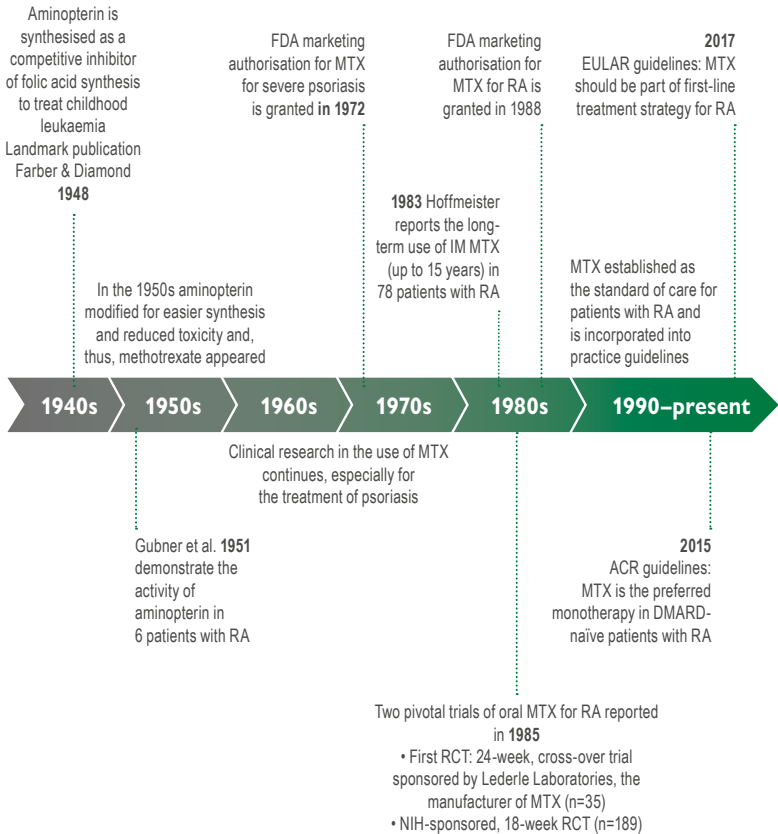 Aminopterin is
synthesised as a
competitive inhibitor
of folic acid synthesis
to treat childhood
leukaemia
Landmark publication
Farber & Diamond
1948
FDA marketing
authorisation for MTX
for severe psoriasis
is granted in 1972
FDA marketing
authorisation for
MTX for RA is
granted in 1988
2017
EULAR guidelines: MTX
should be part of first-line
treatment strategy for RA
1983 Hoffmeister
reports the long-
term use of IM MTX
(up to 15 years) in
78 patients with RA
In the 1950s aminopterin
modified for easier synthesis
and reduced toxicity and,
thus, methotrexate appeared
MTX established as
the standard of care for
patients with RA and
is incorporated into
practice guidelines
1940s
1950s
1960s
1970s
1980s
1990–present
Clinical research in the use of MTX
continues, especially for
the treatment of psoriasis
Gubner et al. 1951
demonstrate the
activity of
aminopterin in
6 patients with RA
2015
ACR guidelines:
MTX is the preferred
monotherapy in DMARD-
naïve patients with RA
Two pivotal trials of oral MTX for RA reported
in 1985
• First RCT: 24-week, cross-over trial
sponsored by Lederle Laboratories, the
manufacturer of MTX (n=35)
• NIH-sponsored, 18-week RCT (n=189)